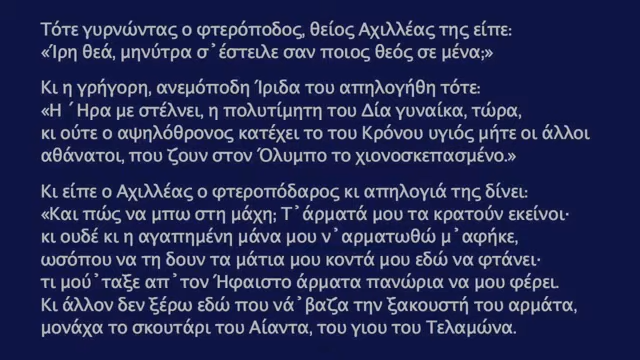 Τότε γυρνώντας ο φτερόποδος, θείος Αχιλλέας της είπε:
«Ίρη θεά, μηνύτρα σ᾿ έστειλε σαν ποιος θεός σε μένα;»
Κι η γρήγορη, ανεμόποδη Ίριδα του απηλογήθη τότε:
«Η ΄Ηρα με στέλνει, η πολυτίμητη του Δία γυναίκα, τώρα,
κι ούτε ο αψηλόθρονος κατέχει το του Κρόνου υγιός μήτε οι άλλοι
αθάνατοι, που ζουν στον Όλυμπο το χιονοσκεπασμένο.»
Κι είπε ο Αχιλλέας ο φτεροπόδαρος κι απηλογιά της δίνει:
«Και πώς να μπω στη μάχη; Τ᾿ άρματά μου τα κρατούν εκείνοι·
κι ουδέ κι η αγαπημένη μάνα μου ν᾿ αρματωθώ μ᾿ αφήκε,
ωσόπου να τη δουν τα μάτια μου κοντά μου εδώ να φτάνει·
τι μού᾿ ταξε απ᾿ τον Ήφαιστο άρματα πανώρια να μου φέρει.
Κι άλλον δεν ξέρω εδώ που νά᾿ βαζα την ξακουστή του αρμάτα,
μονάχα το σκουτάρι του Αίαντα, του γιου του Τελαμώνα.